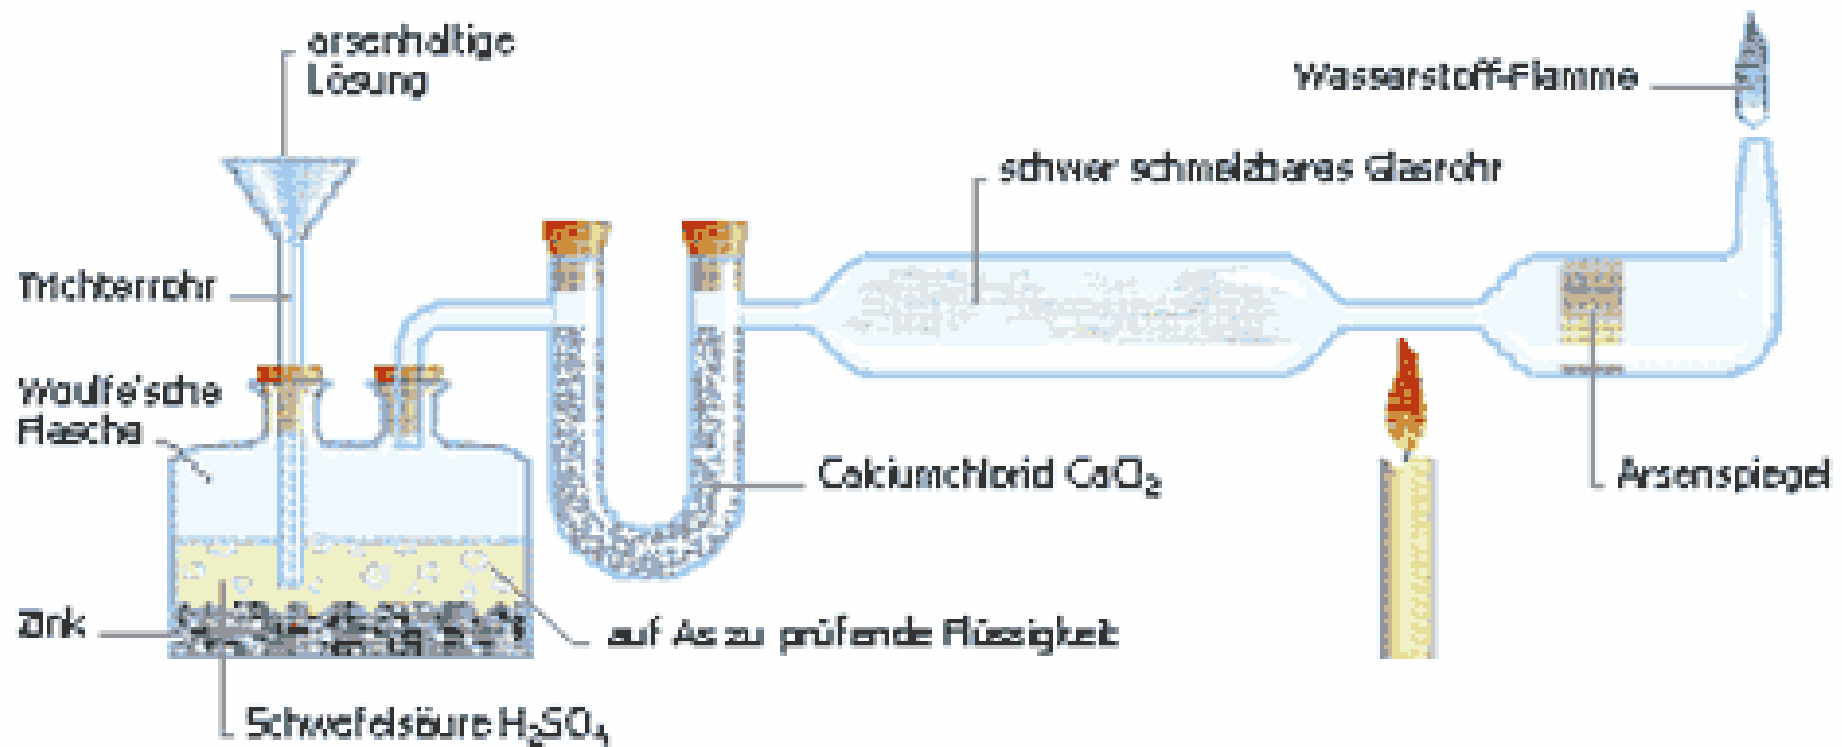 arsenhaltige
Lösung
Wasserstoff-Flamme
schwer schmelzbares Glasrohr
Trichterrohr
Woulfe'sche
Flasche
Calciumchlorid CaCl₂
Arsenspiegel
Zink
auf As zu prüfende Flüssigkeit
Schwefelsäure H₂SO₄